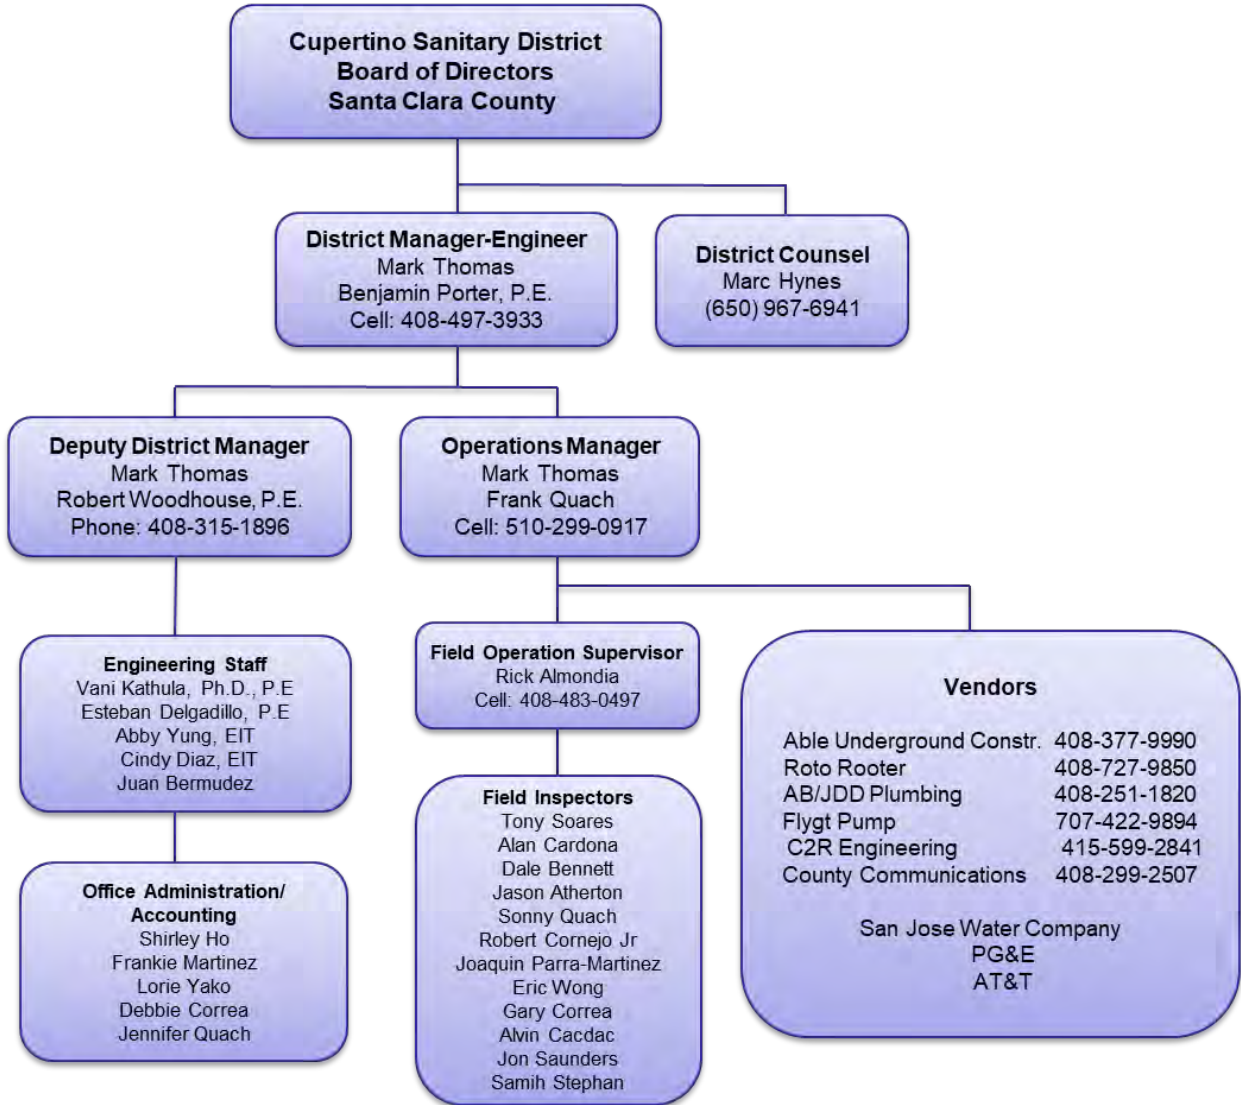 Cupertino Sanitary District
Board of Directors
Santa Clara County
District Manager-Engineer
Mark Thomas
Benjamin Porter, P.E.
Cell: 408-497-3933
District Counsel
Marc Hynes
(650) 967-6941
Deputy District Manager
Mark Thomas
Robert Woodhouse, P.E.
Phone: 408-315-1896
Operations Manager
Mark Thomas
Frank Quach
Cell: 510-299-0917
Engineering Staff
Vani Kathula, Ph.D., P.E
Esteban Delgadillo, P.E
Abby Yung, EIT
Cindy Diaz, EIT
Juan Bermudez
Office Administration/
Accounting
Shirley Ho
Frankie Martinez
Lorie Yako
Debbie Correa
Jennifer Quach
Field Operation Supervisor
Rick Almondia
Cell: 408-483-0497
Field Inspectors
Tony Soares
Alan Cardona
Dale Bennett
Jason Atherton
Sonny Quach
Robert Cornejo Jr
Joaquin Parra-Martinez
Eric Wong
Gary Correa
Alvin Cacdac
Jon Saunders
Samih Stephan
Vendors
Able Underground Constr. 408-377-9990
Roto Rooter 408-727-9850
AB/JDD Plumbing 408-251-1820
Flygt Pump 707-422-9894
C2R Engineering 415-599-2841
County Communications 408-299-2507
San Jose Water Company
PG&E
AT&T